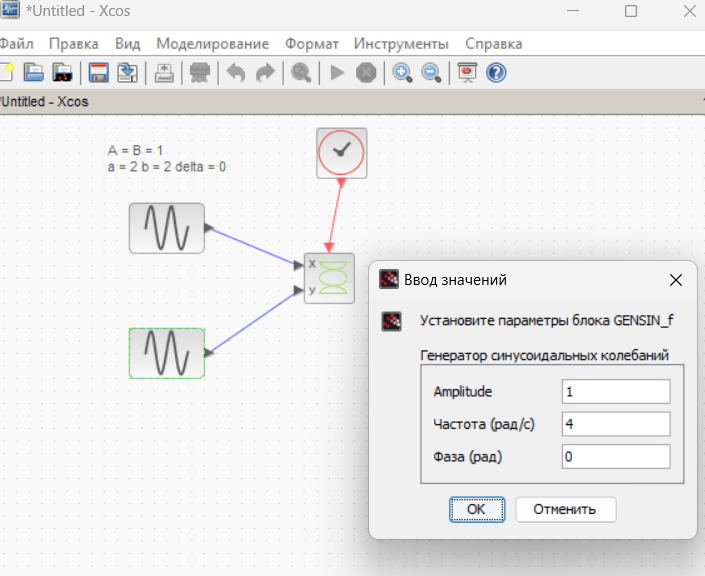 *Untitled - Xcos
Файл Правка Вид Моделирование Формат Инструменты Справка
*Untitled - Xcos
A = B = 1
a = 2 b = 2 delta = 0
x
y
Ввод значений
Установите параметры блока GENSIN_f
Генератор синусоидальных колебаний
Amplitude 1
Частота (рад/с) 4
Фаза (рад) 0
OK Отменить